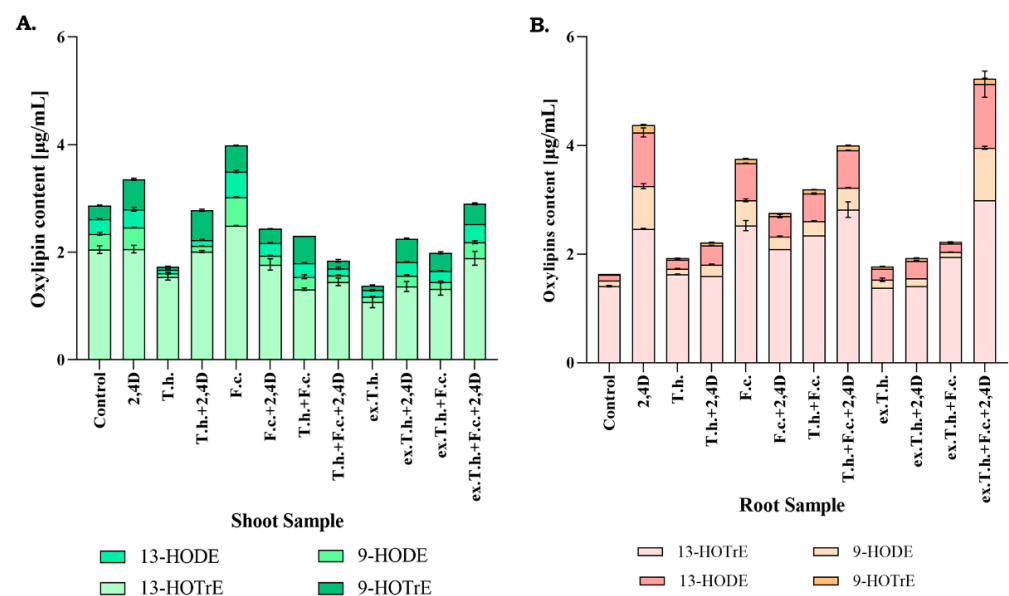 A.
Oxylipin content [µg/mL]
6
4
2
0
Control
2,4D
T.h.
T.h.+2,4D
F.c.
F.c.+2,4D
T.h.+F.c.
T.h.+F.c.+2,4D
ex.T.h.
ex.T.h.+2,4D
ex.T.h.+F.c.
ex.T.h.+F.c.+2,4D
Shoot Sample
13-HODE
9-HODE
13-HOTrE
9-HOTrE
B.
Oxylipins content [µg/mL]
6
4
2
0
Control
2,4D
T.h.
T.h.+2,4D
F.c.
F.c.+2,4D
T.h.+F.c.
T.h.+F.c.+2,4D
ex.T.h.
ex.T.h.+2,4D
ex.T.h.+F.c.
ex.T.h.+F.c.+2,4D
Root Sample
13-HOTrE
9-HODE
13-HODE
9-HOTrE